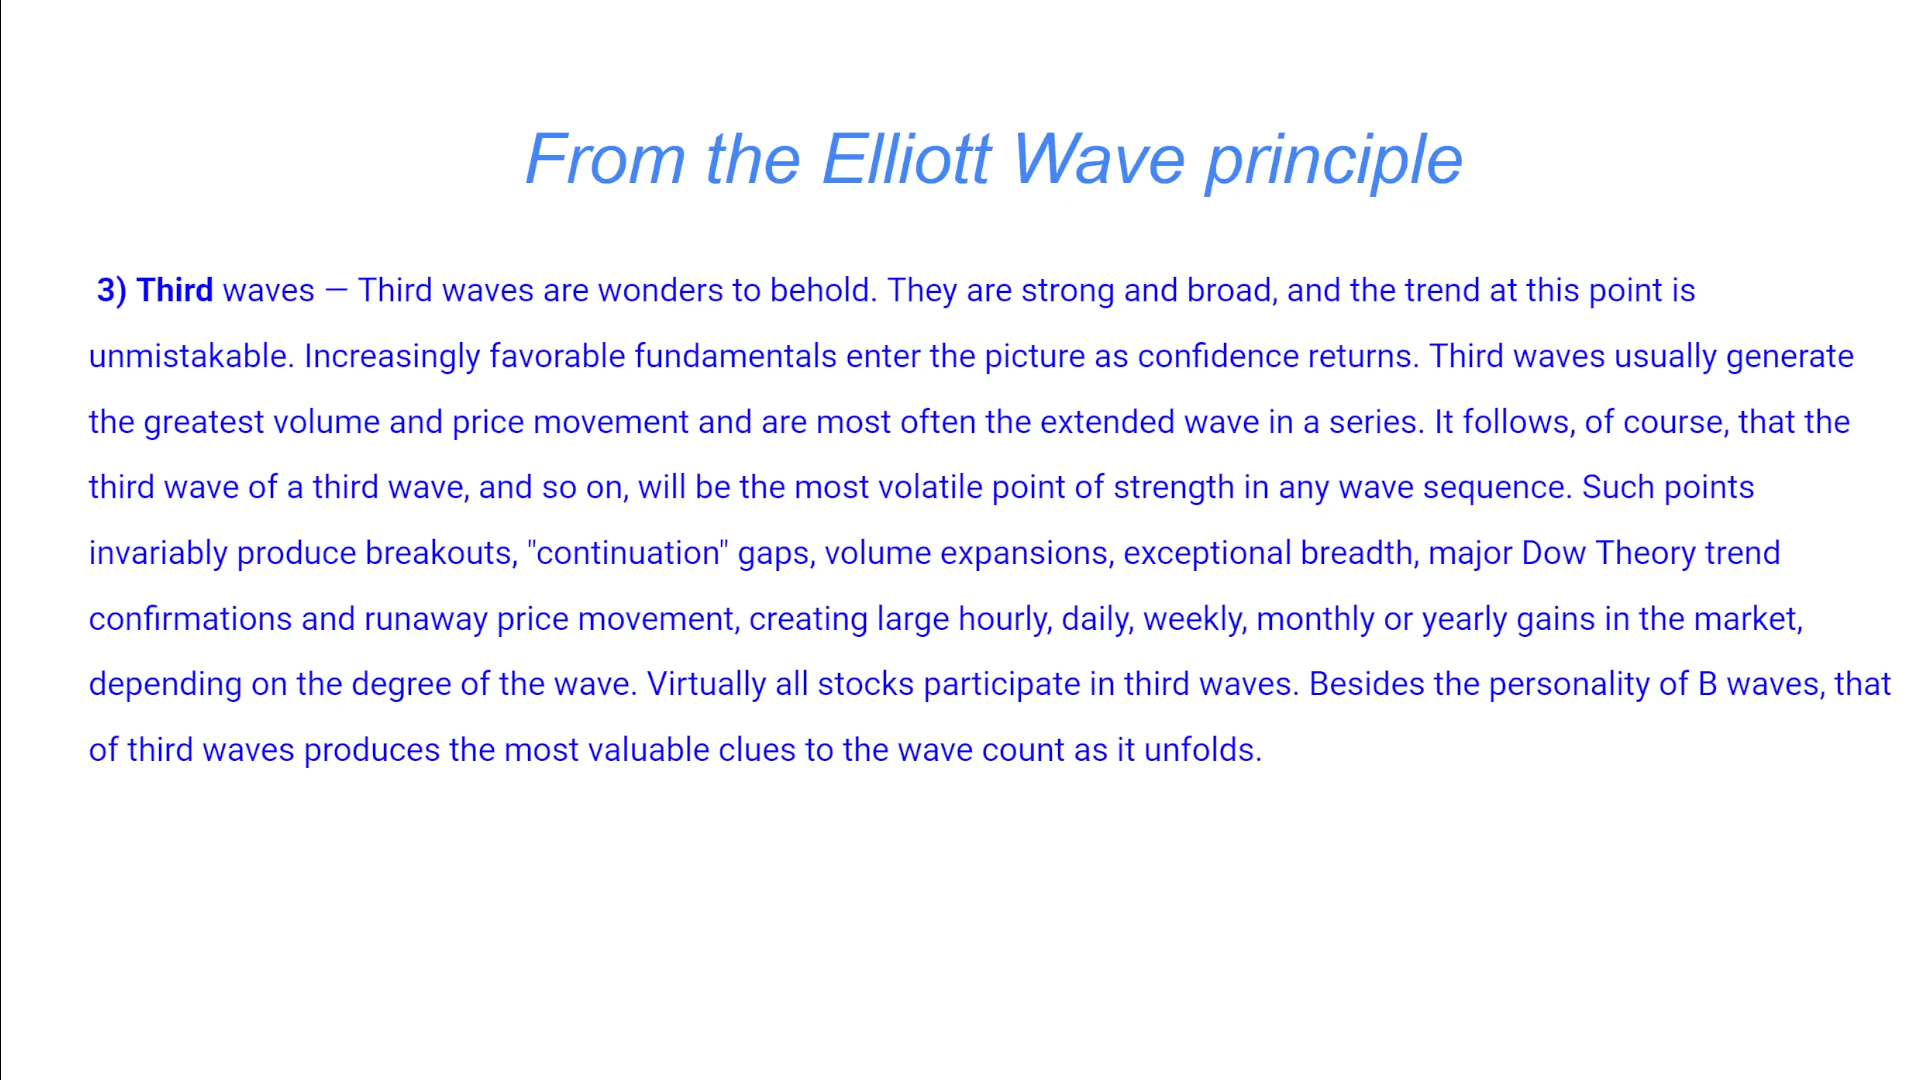 From the Elliott Wave principle
3) Third waves — Third waves are wonders to behold. They are strong and broad, and the trend at this point is
unmistakable. Increasingly favorable fundamentals enter the picture as confidence returns. Third waves usually generate
the greatest volume and price movement and are most often the extended wave in a series. It follows, of course, that the
third wave of a third wave, and so on, will be the most volatile point of strength in any wave sequence. Such points
invariably produce breakouts, "continuation" gaps, volume expansions, exceptional breadth, major Dow Theory trend
confirmations and runaway price movement, creating large hourly, daily, weekly, monthly or yearly gains in the market,
depending on the degree of the wave. Virtually all stocks participate in third waves. Besides the personality of B waves, that
of third waves produces the most valuable clues to the wave count as it unfolds.